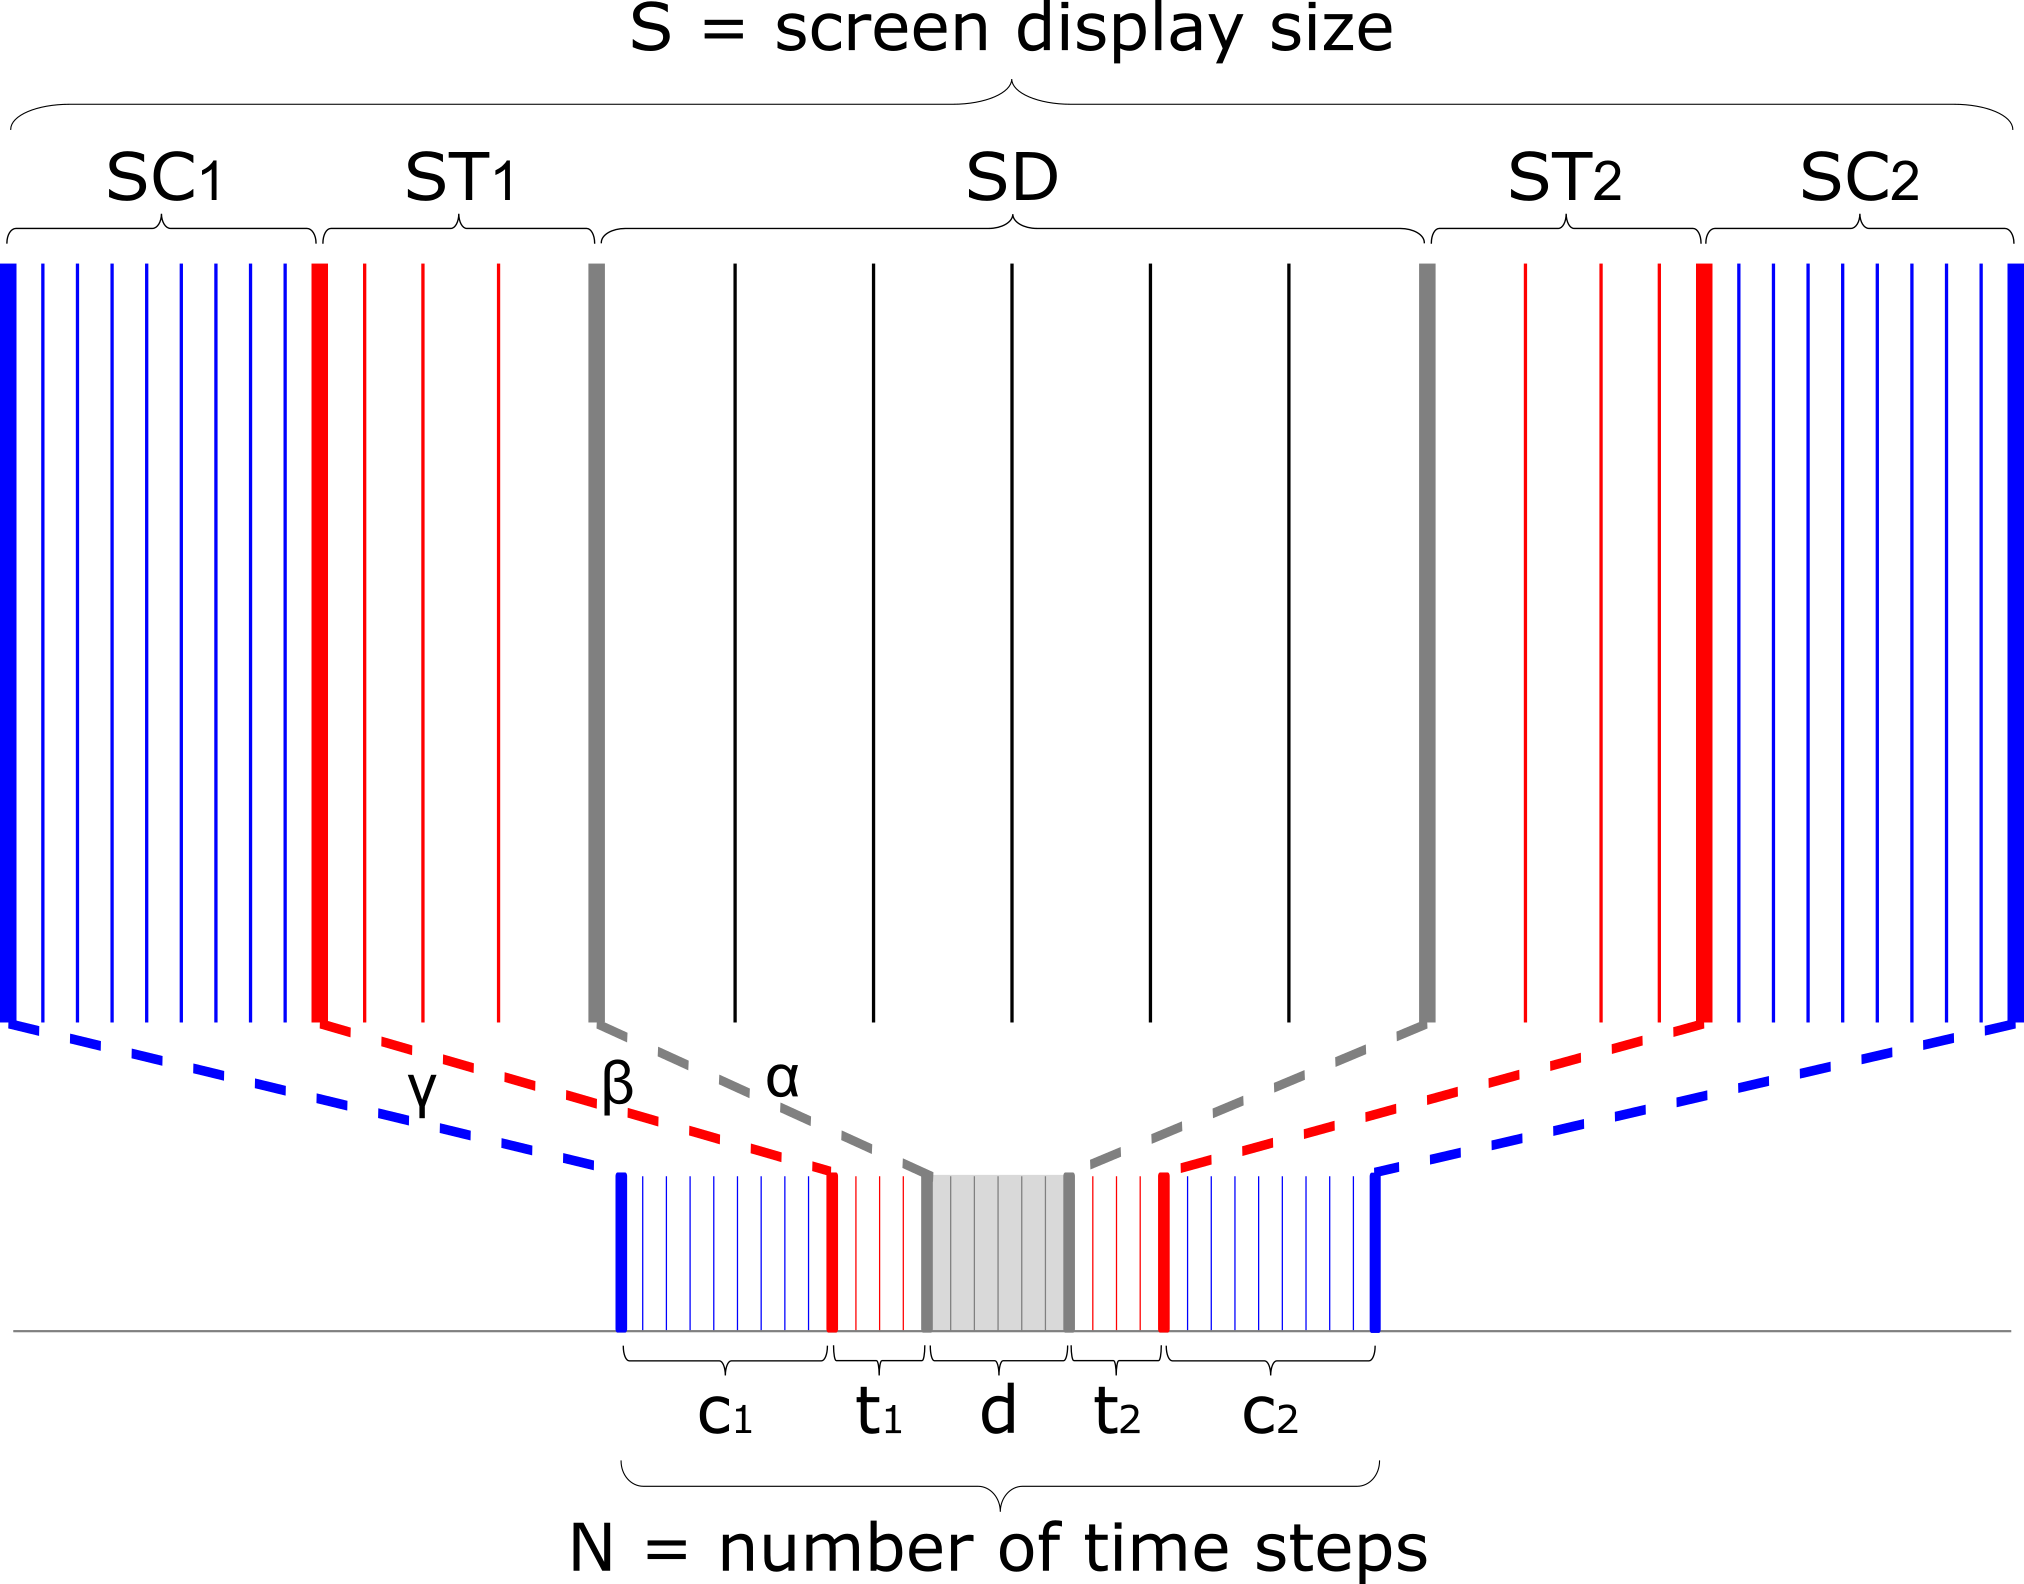 S = screen display size
SC1 ST1 SD ST2 SC2
γ β α
c1 t1 d t2 c2
N = number of time steps